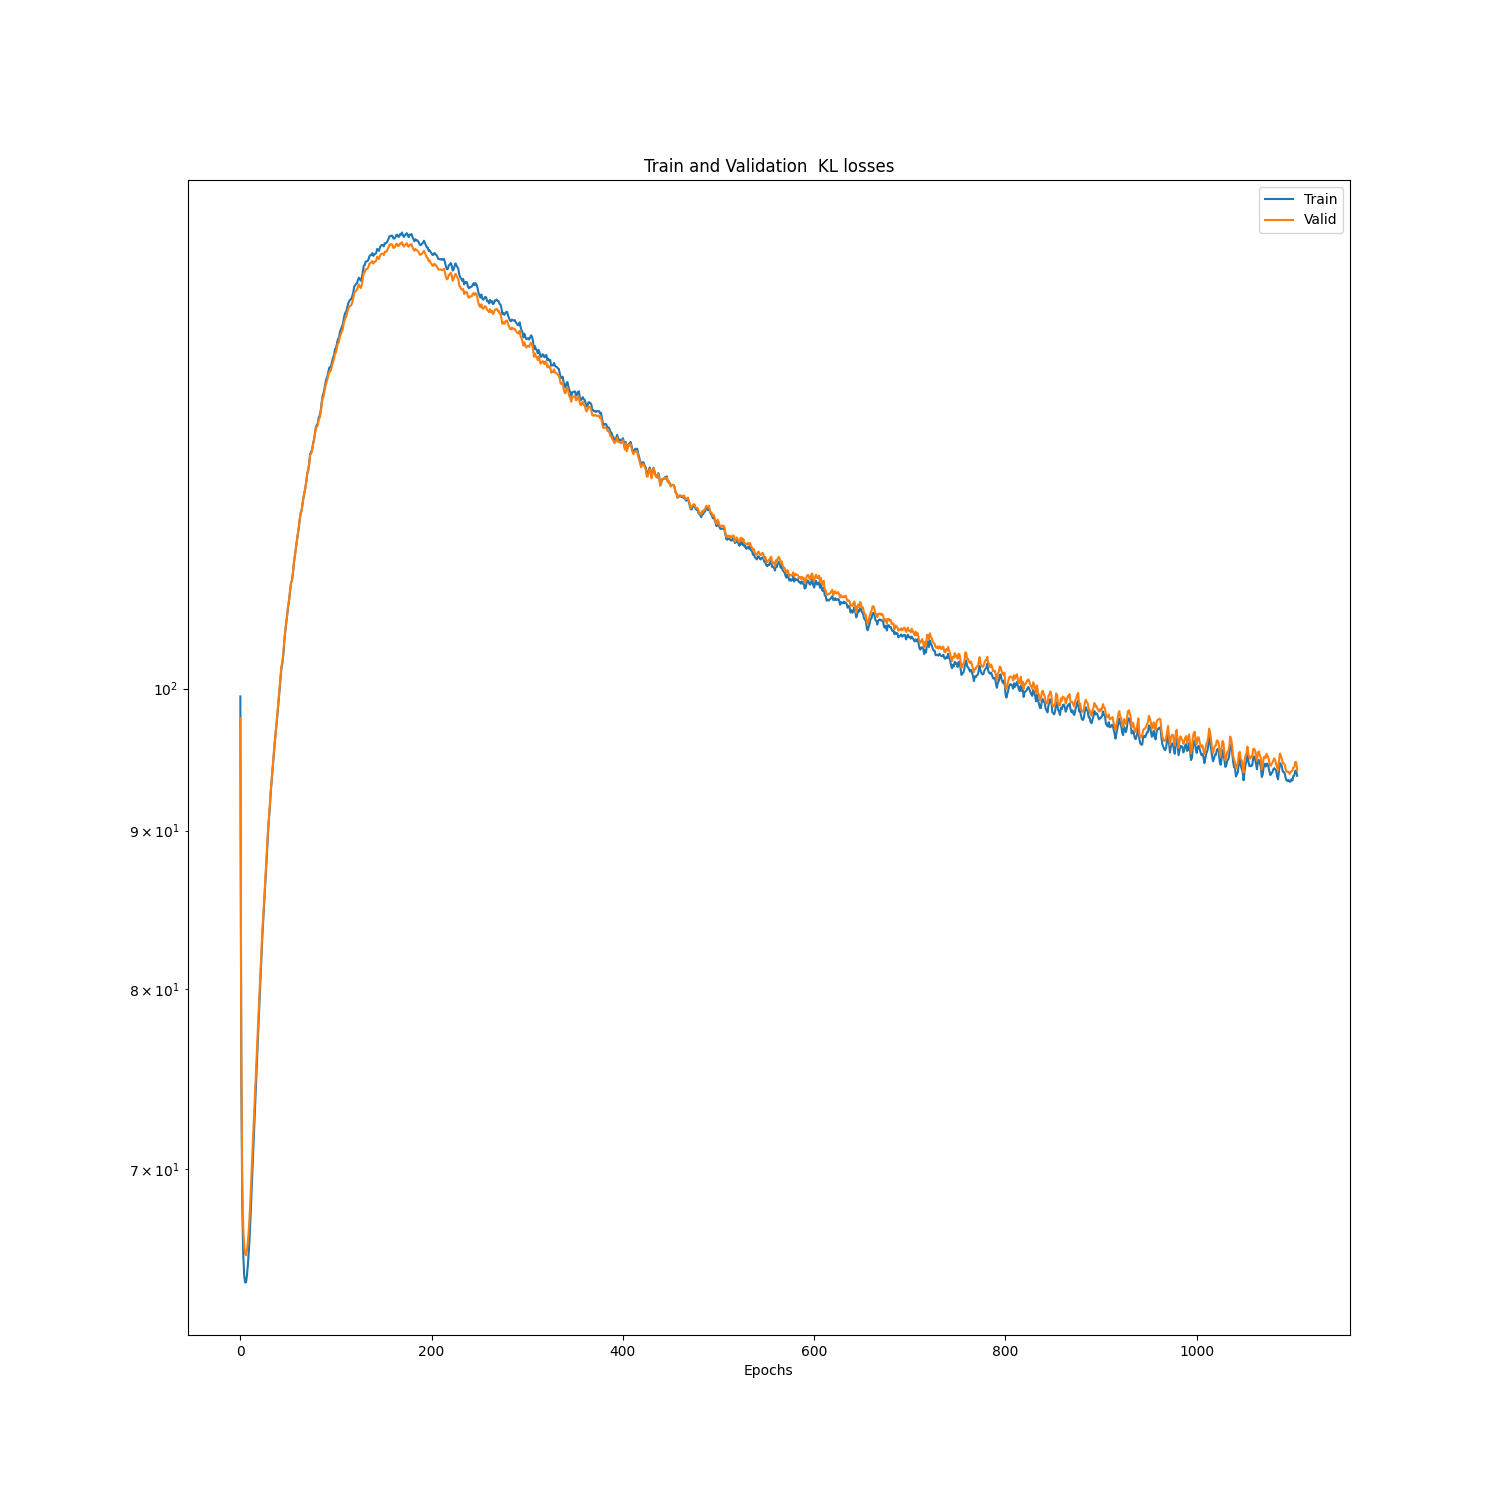 Train and Validation  KL losses
Train
Valid
10²
9 × 10¹
8 × 10¹
7 × 10¹
0 200 400 600 800 1000
Epochs